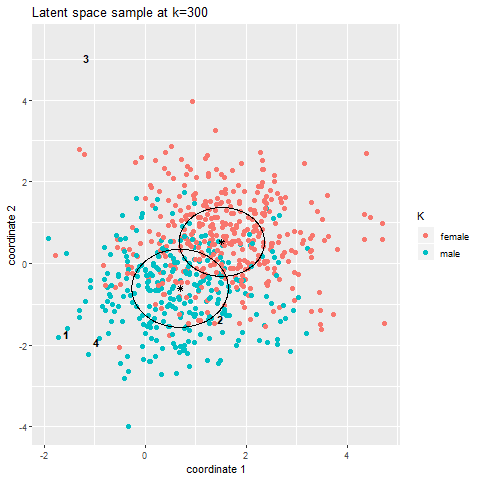 Latent space sample at k=300
3
4
2
0
-2
-4
1
4
2
-2
0
2
4
coordinate 1
coordinate 2
K
female
male